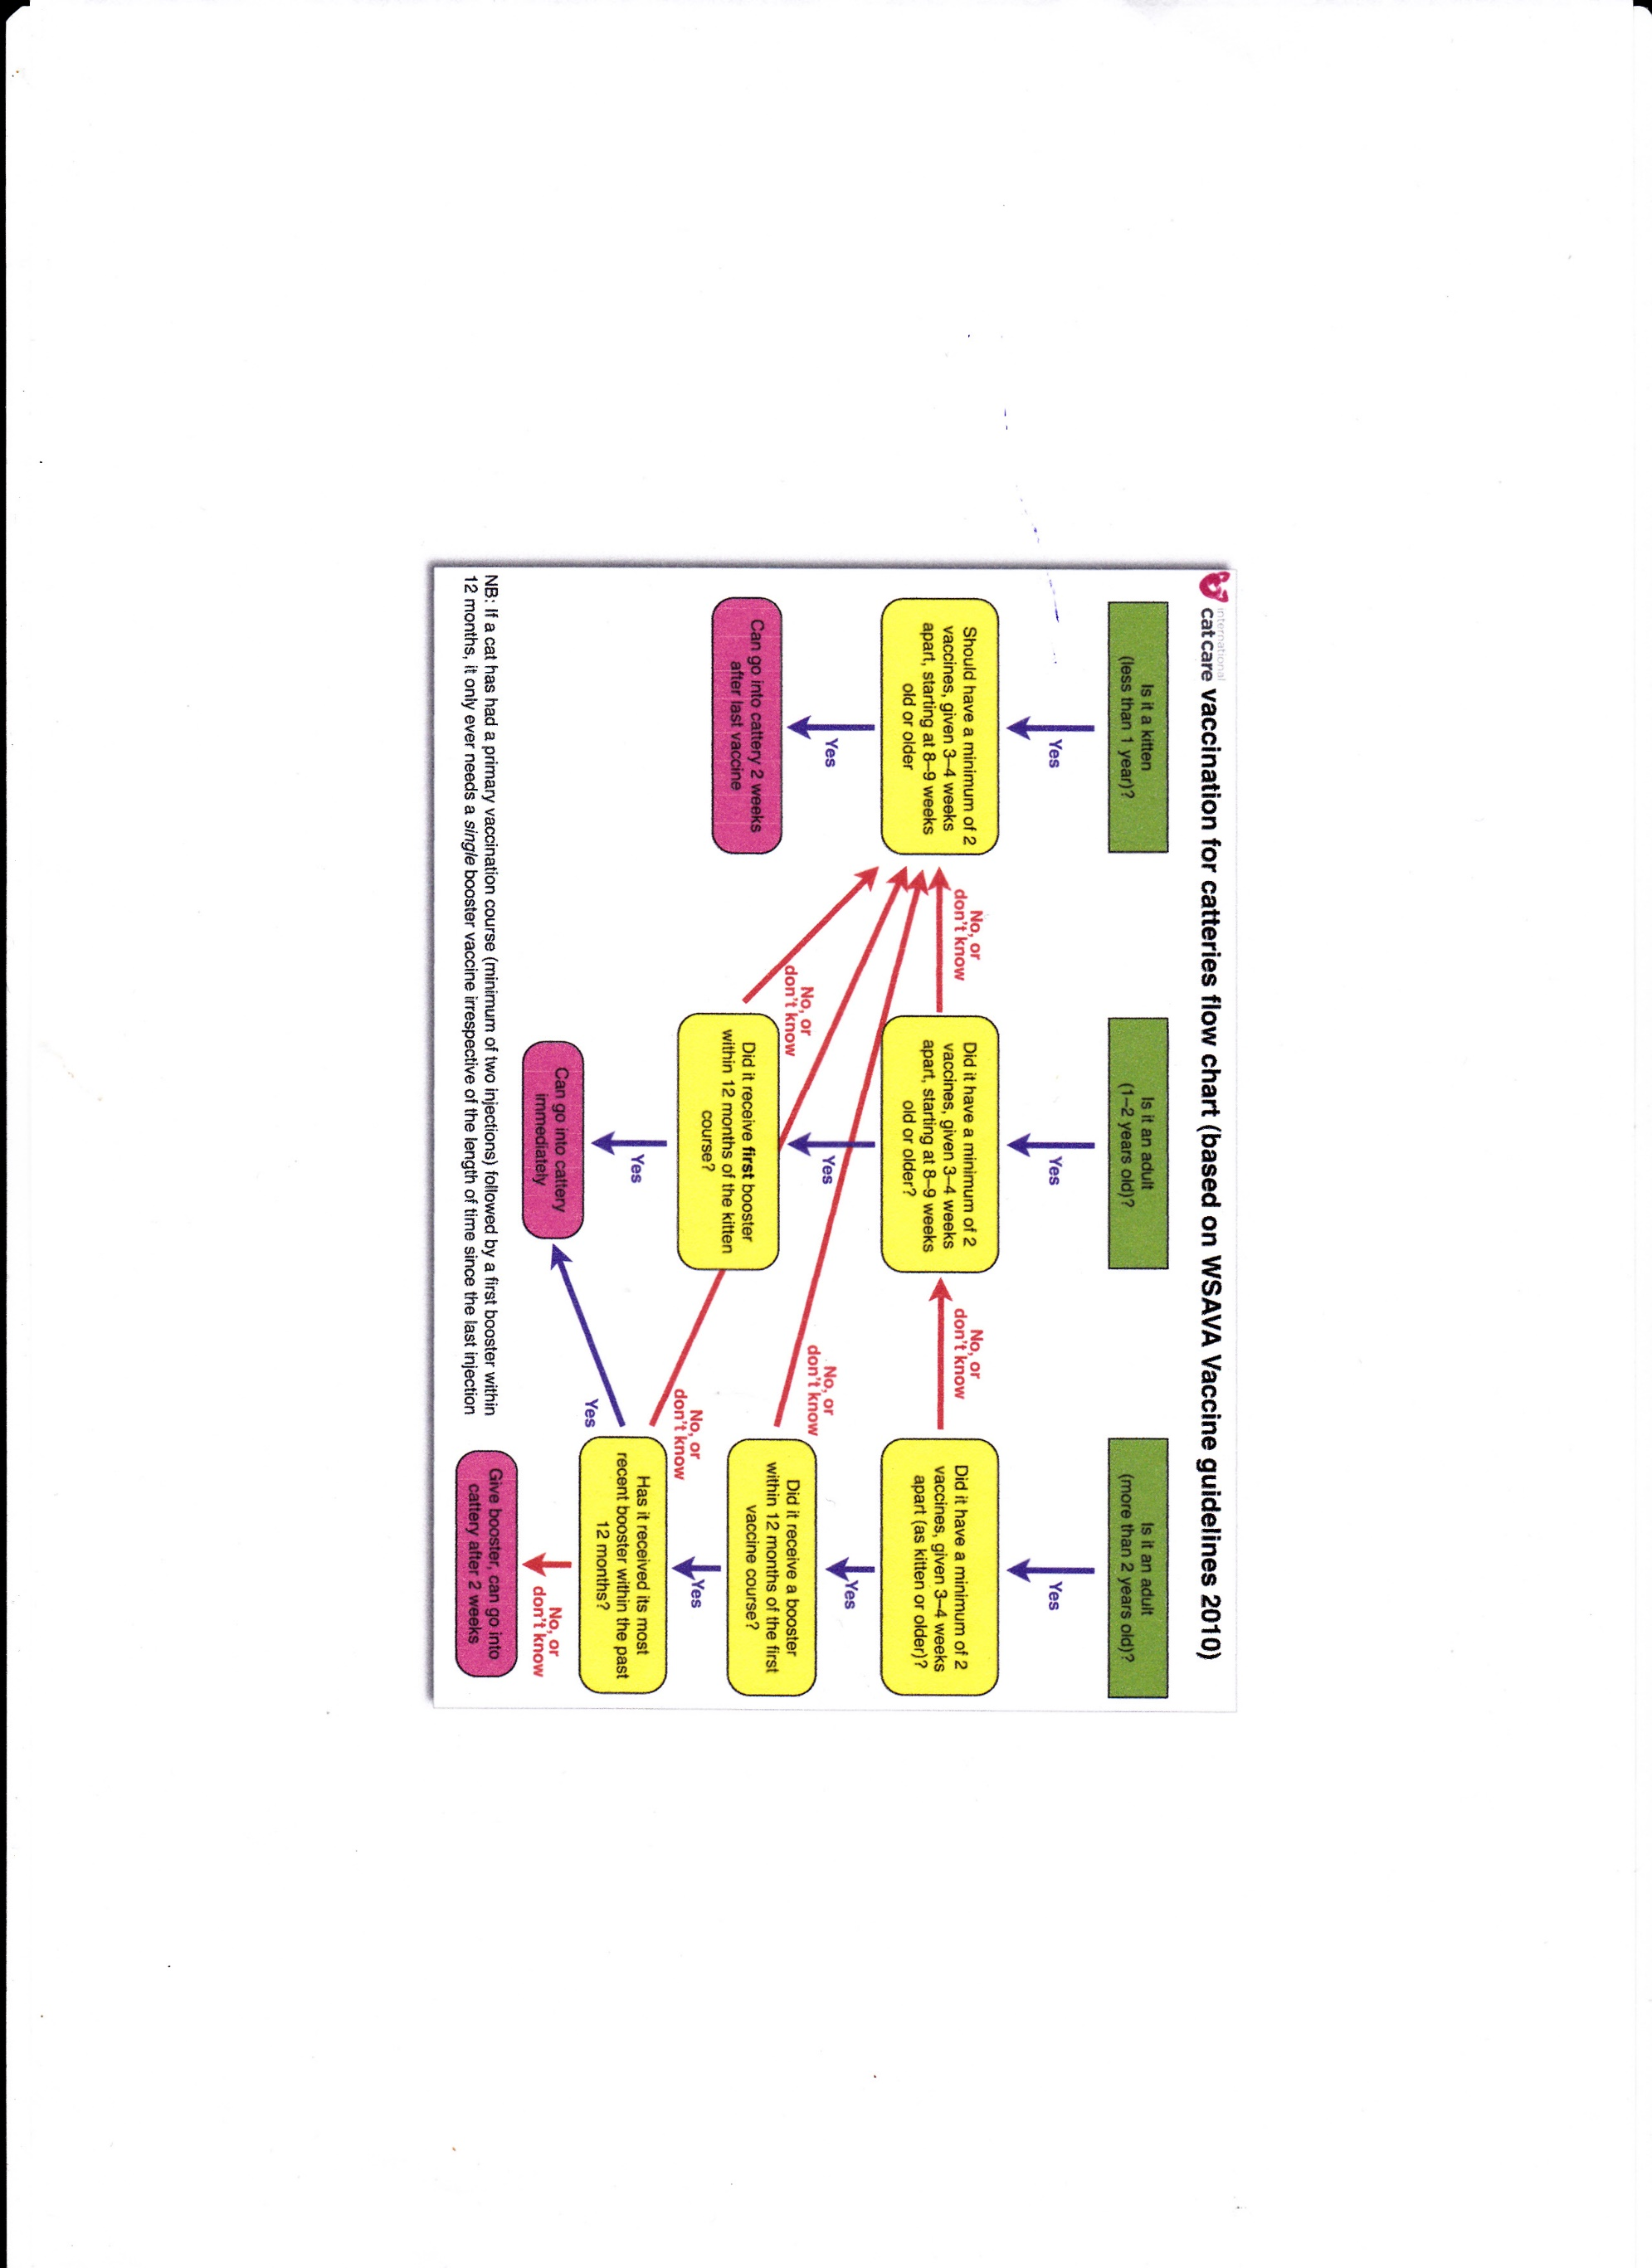 international
cat care vaccination for catteries flow chart (based on WSAVA Vaccine guidelines 2010)
Is it a kitten
(less than 1 year)?
Yes
Should have a minimum of 2
vaccines, given 3–4 weeks
apart, starting at 8–9 weeks
old or older
Yes
Can go into cattery 2 weeks
after last vaccine
Is it an adult
(1–2 years old)?
Yes
No, or
don't know
Did it have a minimum of 2
vaccines, given 3–4 weeks
apart, starting at 8–9 weeks
old or older?
Yes
No, or
don't know
Did it receive first booster
within 12 months of the kitten
course?
Yes
Can go into cattery
immediately
Is it an adult
(more than 2 years old)?
Yes
No, or
don't know
Did it have a minimum of 2
vaccines, given 3–4 weeks
apart (as kitten or older)?
Yes
No, or
don't know
Did it receive a booster
within 12 months of the first
vaccine course?
Yes
No, or
don't know
Has it received its most
recent booster within the past
12 months?
Yes
No, or
don't know
Give booster, can go into
cattery after 2 weeks
NB: If a cat has had a primary vaccination course (minimum of two injections) followed by a first booster within
12 months, it only ever needs a single booster vaccine irrespective of the length of time since the last injection